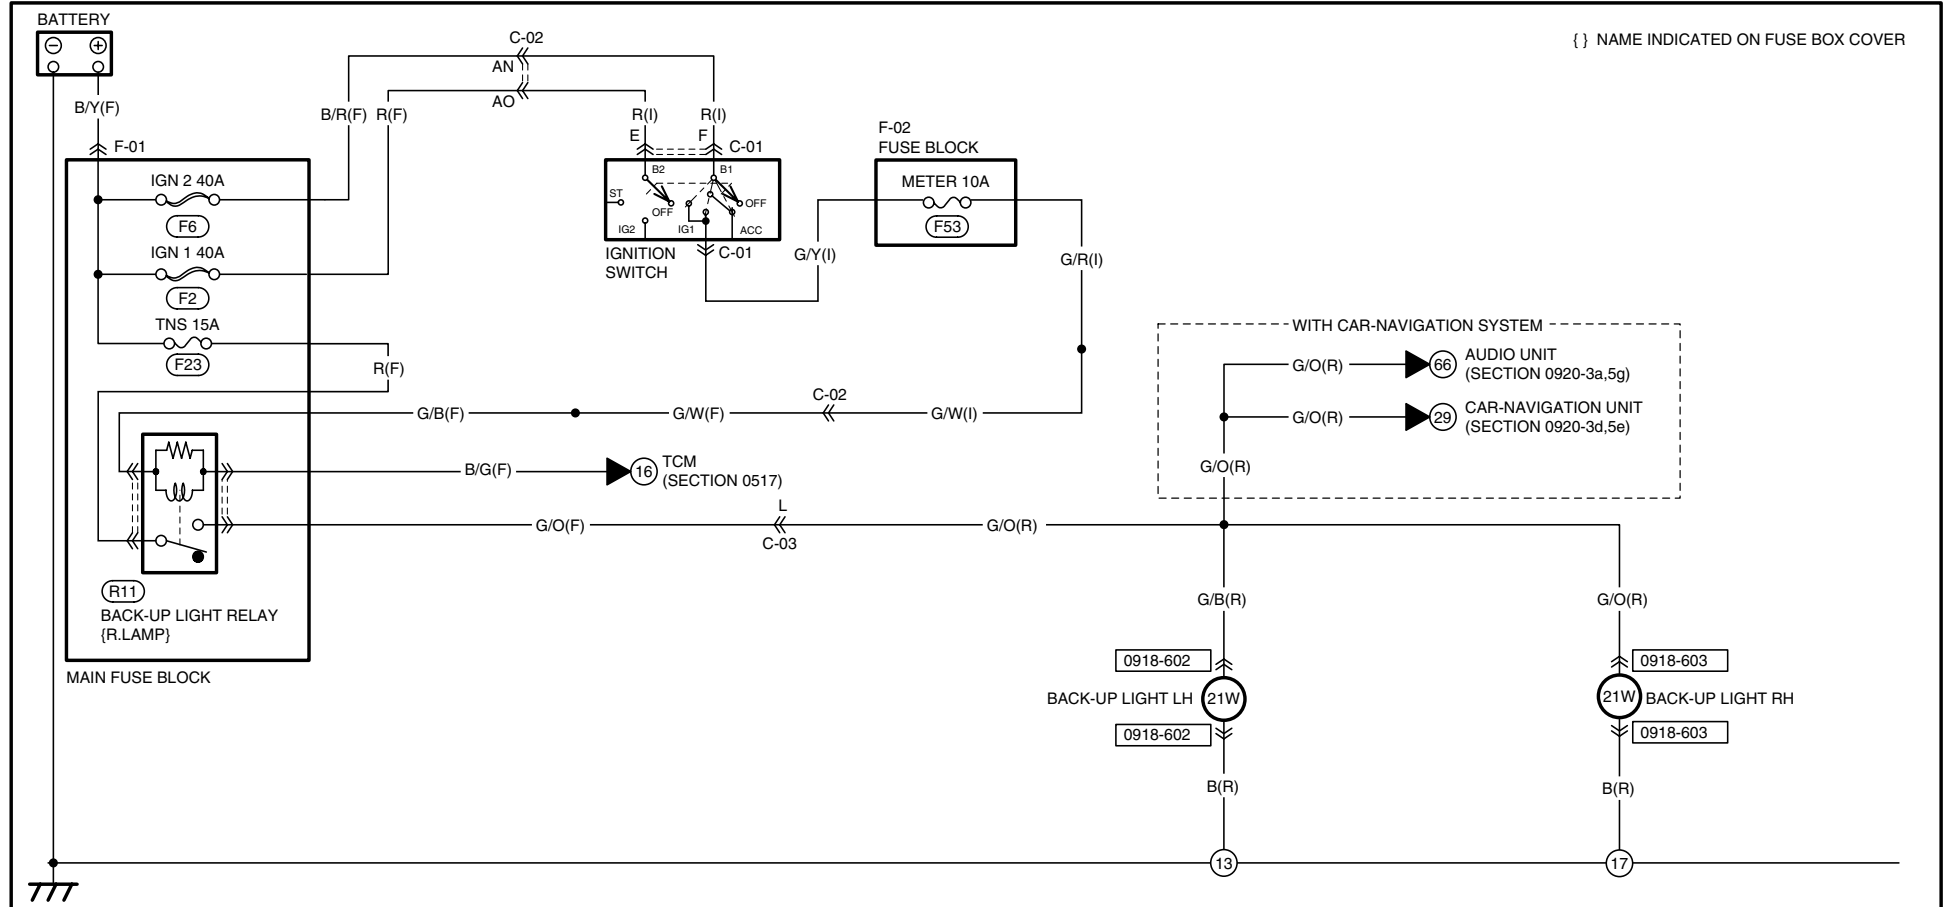 BATTERY
{ } NAME INDICATED ON FUSE BOX COVER
C-02
AN
AO
B/Y(F)
B/R(F)
R(F)
R(I)
R(I)
E
F
C-01
F-01
F-02
FUSE BLOCK
METER 10A
F53
IGN 2 40A
F6
IGN 1 40A
F2
TNS 15A
F23
B2
B1
ST
OFF
OFF
IG2
IG1
ACC
IGNITION
SWITCH
C-01
G/Y(I)
G/R(I)
R(F)
WITH CAR-NAVIGATION SYSTEM
G/O(R)
66
AUDIO UNIT
(SECTION 0920-3a,5g)
G/O(R)
29
CAR-NAVIGATION UNIT
(SECTION 0920-3d,5e)
G/O(R)
G/B(F)
G/W(F)
C-02
G/W(I)
B/G(F)
16
TCM
(SECTION 0517)
G/O(F)
L
C-03
G/O(R)
R11
BACK-UP LIGHT RELAY
{R.LAMP}
MAIN FUSE BLOCK
G/B(R)
G/O(R)
0918-602
BACK-UP LIGHT LH
21W
0918-602
0918-603
21W
BACK-UP LIGHT RH
0918-603
B(R)
B(R)
13
17